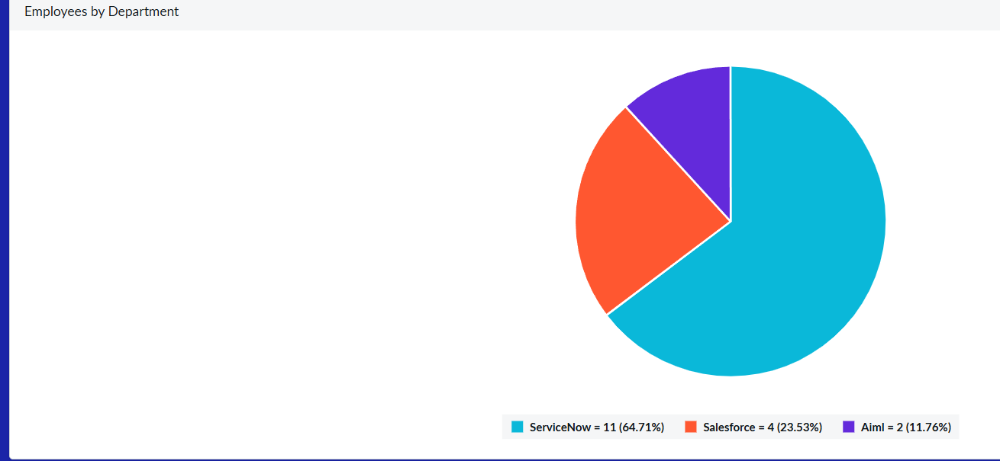 Employees by Department
ServiceNow = 11 (64.71%) Salesforce = 4 (23.53%) Aiml = 2 (11.76%)